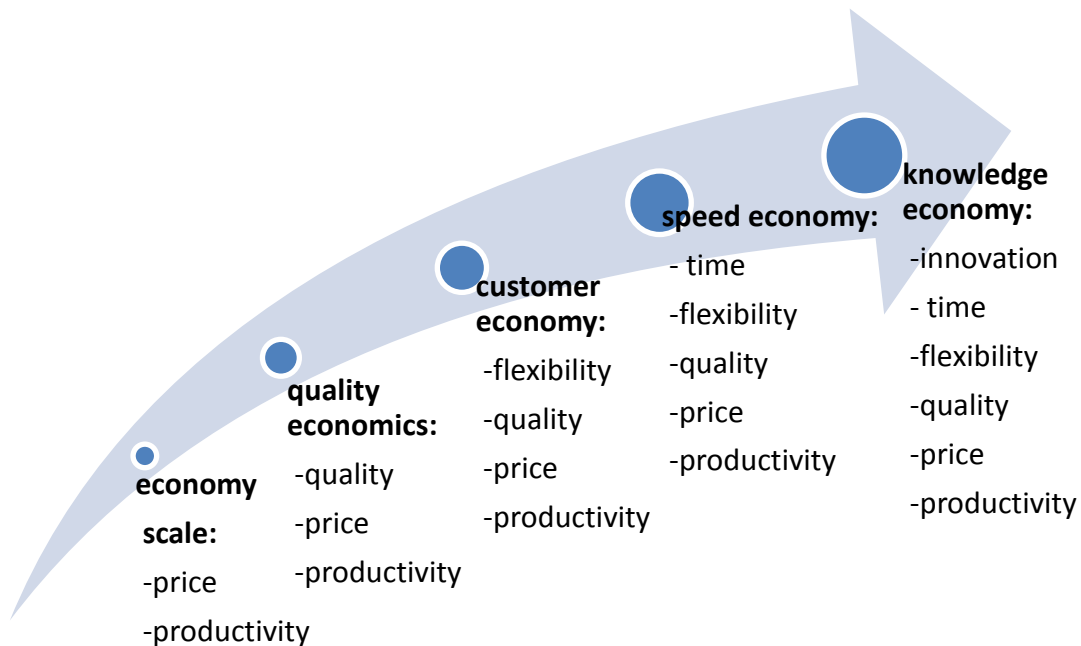 economy
scale:
-price
-productivity
quality
economics:
-quality
-price
-productivity
customer
economy:
-flexibility
-quality
-price
-productivity
speed economy:
- time
-flexibility
-quality
-price
-productivity
knowledge
economy:
-innovation
- time
-flexibility
-quality
-price
-productivity